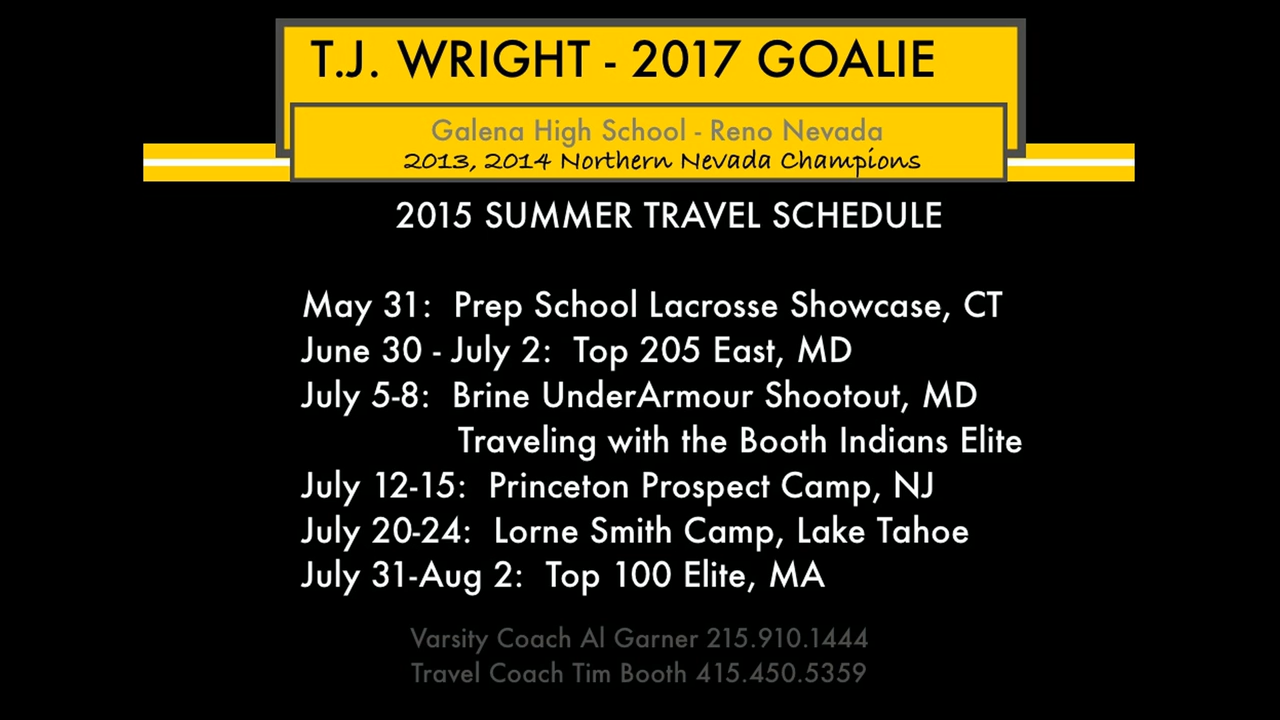 T.J. WRIGHT - 2017 GOALIE
Galena High School - Reno Nevada
2013, 2014 Northern Nevada Champions
2015 SUMMER TRAVEL SCHEDULE
May 31: Prep School Lacrosse Showcase, CT
June 30 - July 2: Top 205 East, MD
July 5-8: Brine UnderArmour Shootout, MD
Traveling with the Booth Indians Elite
July 12-15: Princeton Prospect Camp, NJ
July 20-24: Lorne Smith Camp, Lake Tahoe
July 31-Aug 2: Top 100 Elite, MA
Varsity Coach Al Garner 215.910.1444
Travel Coach Tim Booth 415.450.5359